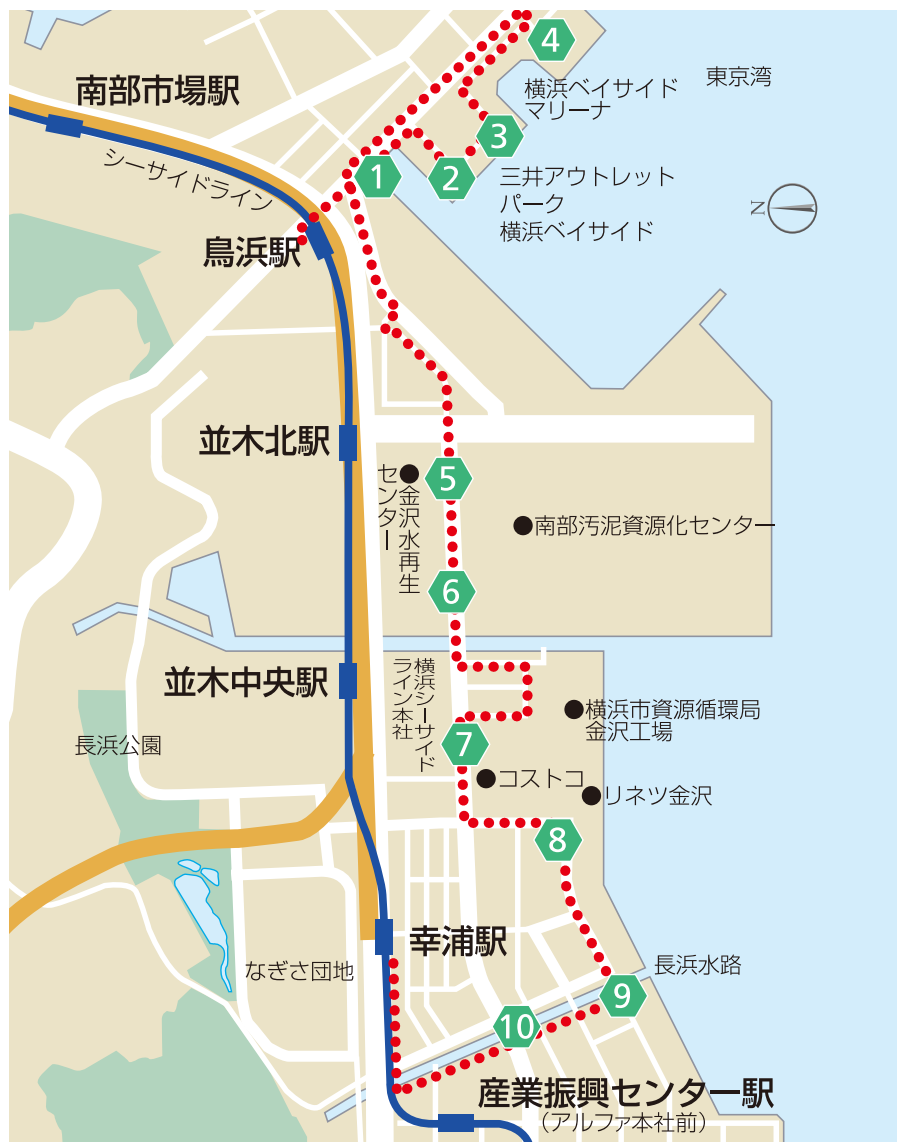 4
南部市場駅
横浜ベイサイド
マリーナ
東京湾
3
シーサイドライン
1
2
三井アウトレット
パーク
横浜ベイサイド
N
鳥浜駅
並木北駅
金沢水再生
センター
5
南部汚泥資源化センター
6
並木中央駅
横浜シーサイド
ライン本社
横浜市資源循環局
金沢工場
長浜公園
7
コストコ
リネツ金沢
8
幸浦駅
なぎさ団地
長浜水路
9
10
産業振興センター駅
（アルファ本社前）